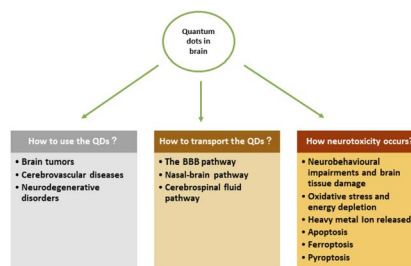 Quantum
dots in
brain
How to use the QDs ?
• Brain tumors
• Cerebrovascular diseases
• Neurodegenerative
disorders
How to transport the QDs ?
• The BBB pathway
• Nasal-brain pathway
• Cerebrospinal fluid
pathway
How neurotoxicity occurs?
• Neurobehavioural
impairments and brain
tissue damage
• Oxidative stress and
energy depletion
• Heavy metal Ion released
• Apoptosis
• Ferroptosis
• Pyroptosis